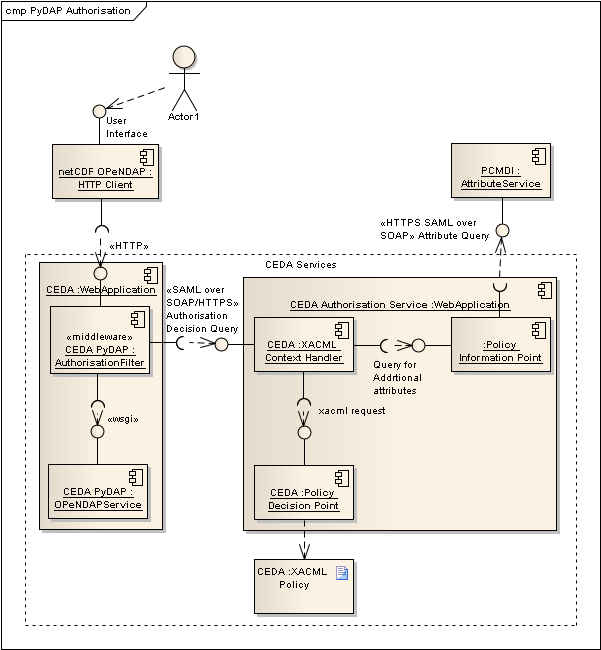 cmp PyDAP Authorisation
Actor1
User
Interface
netCDF OPeNDAP :
HTTP Client
PCMDI :
AttributeService
«HTTP»
«HTTPS SAML over
SOAP» Attribute Query
CEDA Services
CEDA :WebApplication
«SAML over
SOAP/HTTPS»
Authorisation
Decision Query
CEDA Authorisation Service :WebApplication
«middleware»
CEDA PyDAP :
AuthorisationFilter
CEDA :XACML
Context Handler
Query for
Addrtional
attributes
:Policy
Information Point
«wsgi»
xacml request
CEDA PyDAP :
OPeNDAPService
CEDA :Policy
Decision Point
CEDA :XACML
Policy